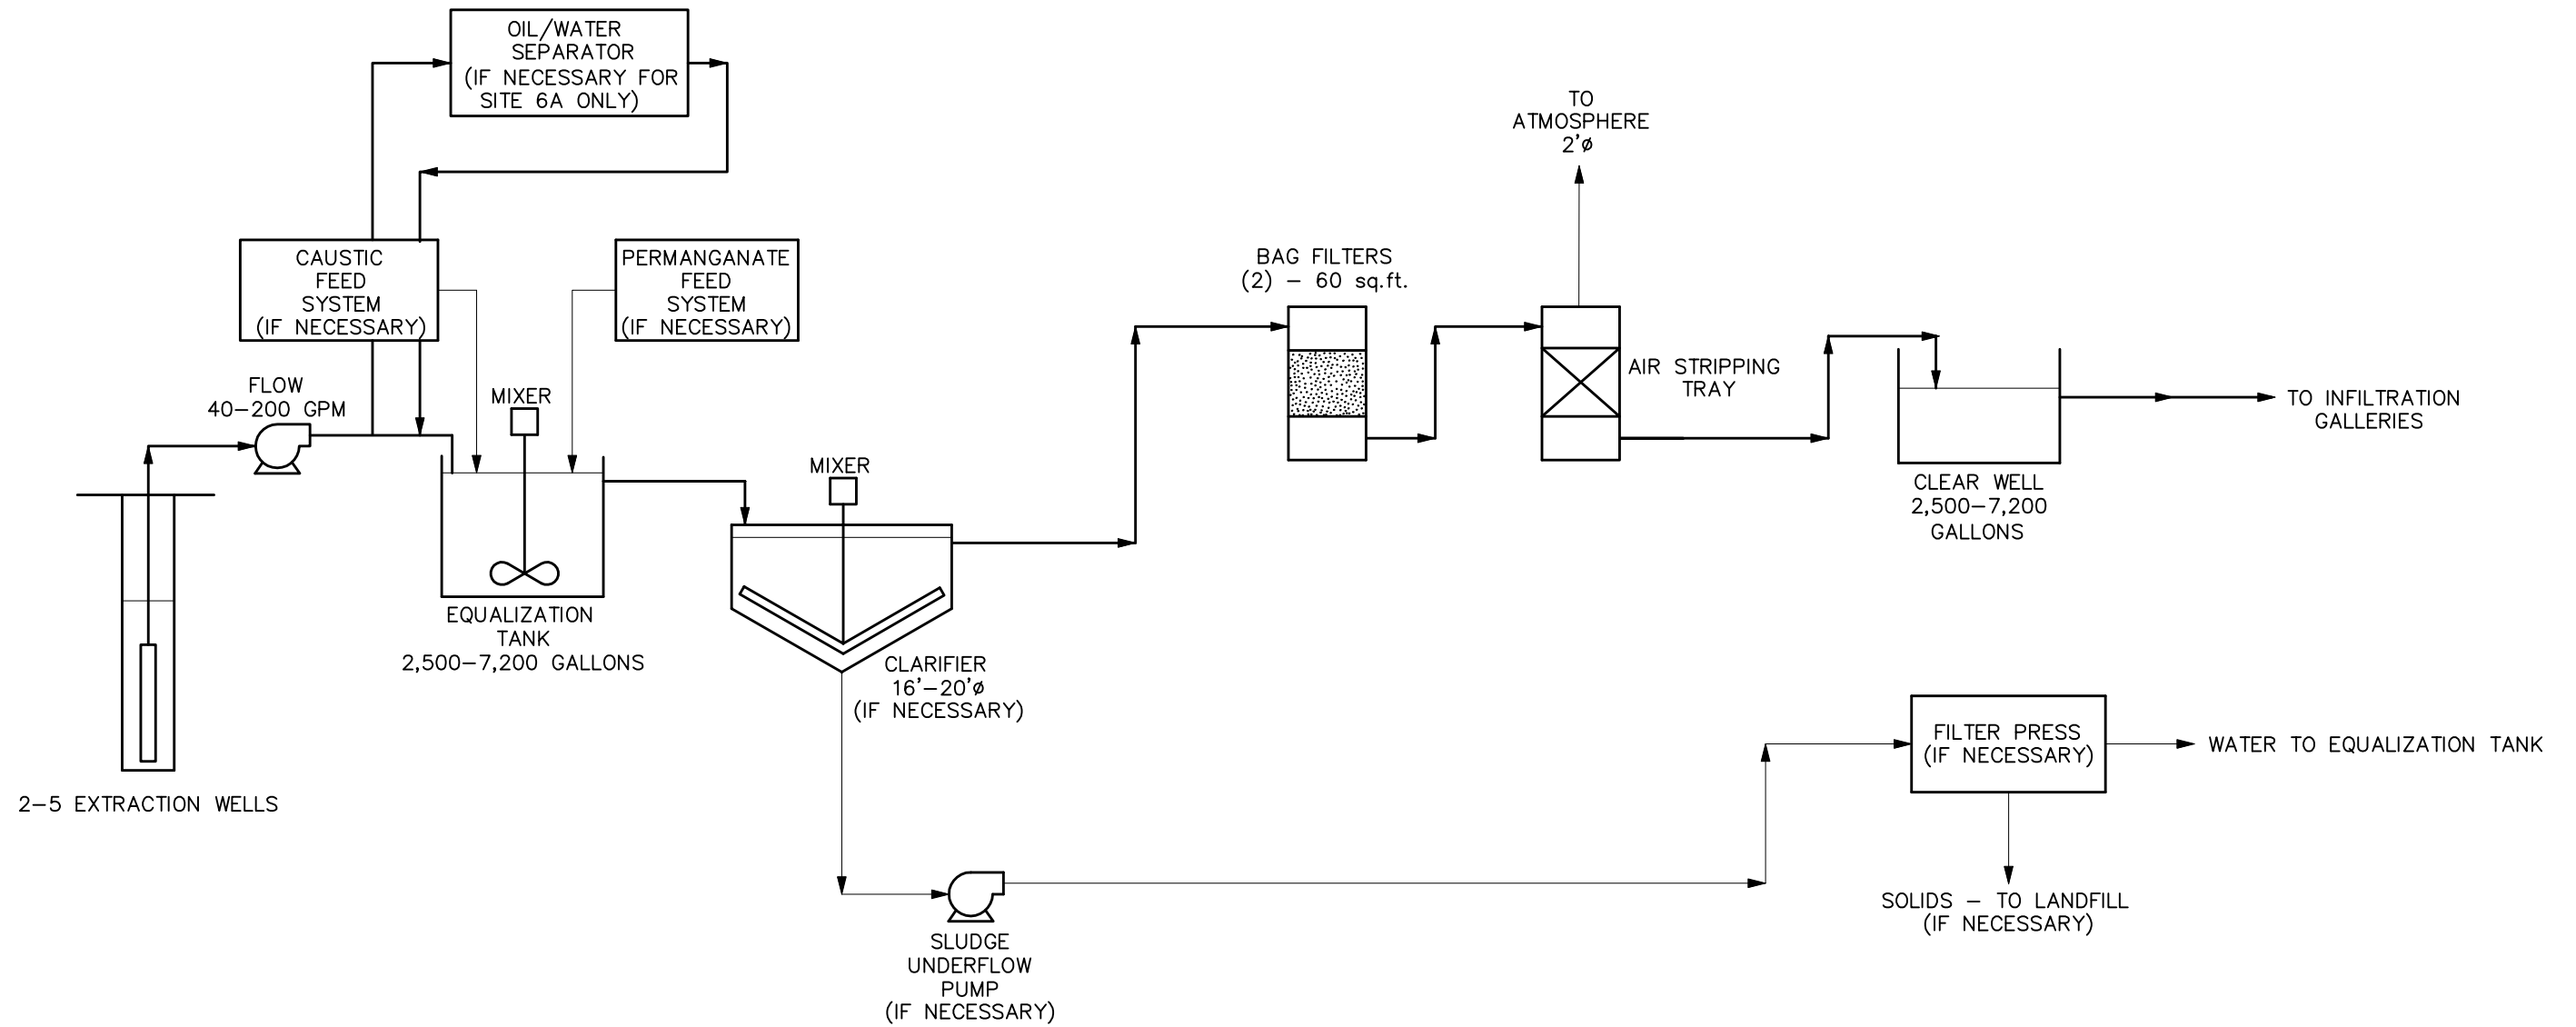 OIL/WATER
SEPARATOR
(IF NECESSARY FOR
SITE 6A ONLY)
TO
ATMOSPHERE
2'ø
CAUSTIC
FEED
SYSTEM
(IF NECESSARY)
PERMANGANATE
FEED
SYSTEM
(IF NECESSARY)
BAG FILTERS
(2) – 60 sq.ft.
AIR STRIPPING
TRAY
FLOW
40–200 GPM
MIXER
MIXER
TO INFILTRATION
GALLERIES
CLEAR WELL
2,500–7,200
GALLONS
EQUALIZATION
TANK
2,500–7,200 GALLONS
CLARIFIER
16'–20'ø
(IF NECESSARY)
2–5 EXTRACTION WELLS
FILTER PRESS
(IF NECESSARY)
WATER TO EQUALIZATION TANK
SOLIDS – TO LANDFILL
(IF NECESSARY)
SLUDGE
UNDERFLOW
PUMP
(IF NECESSARY)